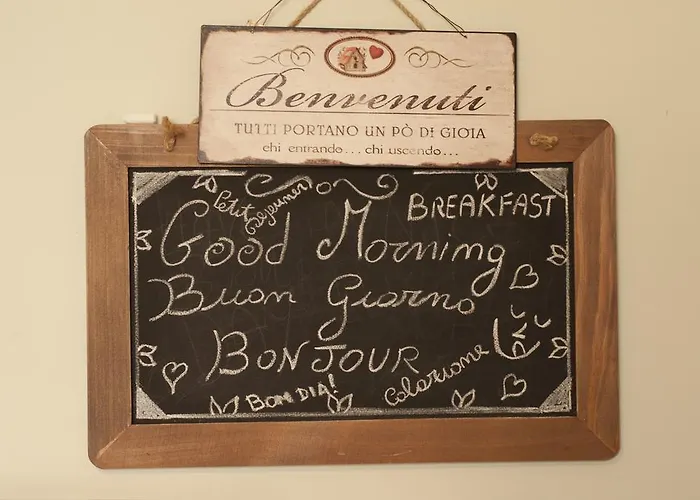 Benvenuti
TUTTI PORTANO UN PÒ DI GIOIA
chi entrando... chi uscendo...
Petit
déjeuner
BREAKFAST
Good Morning
Buon Giorno
BONJOUR
BOM DIA!
Colazione